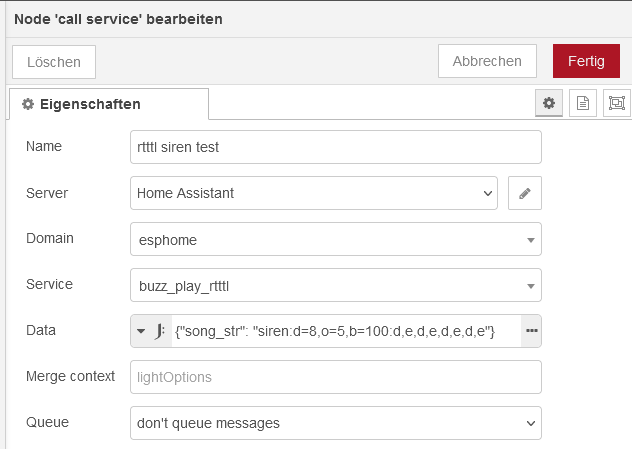 Node 'call service' bearbeiten
Löschen
Abbrechen
Fertig
Eigenschaften
Name
rtttl siren test
Server
Home Assistant
Domain
esphome
Service
buzz_play_rtttl
Data
J: {"song_str": "siren:d=8,o=5,b=100:d,e,d,e,d,e,d,e"}
Merge context
lightOptions
Queue
don't queue messages